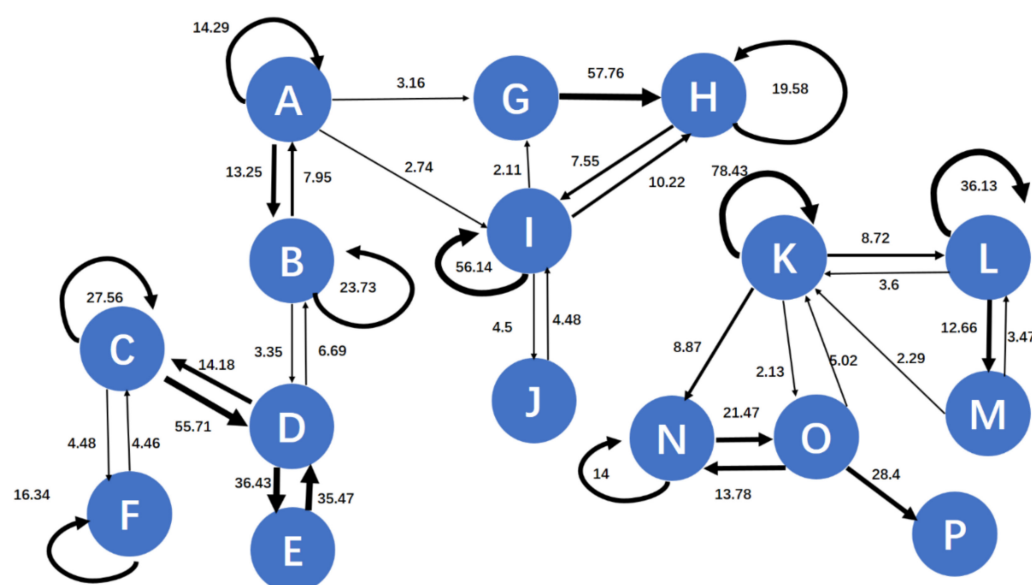 14.29
A
3.16
G
57.76
H
19.58
13.25
7.95
2.74
2.11
7.55
10.22
78.43
36.13
B
23.73
I
56.14
K
8.72
L
3.6
27.56
C
14.18
3.35
6.69
4.5
4.48
8.87
2.13
5.02
2.29
12.66
3.47
J
M
55.71
D
4.48
4.46
N
21.47
O
36.43
35.47
14
13.78
28.4
16.34
F
E
P